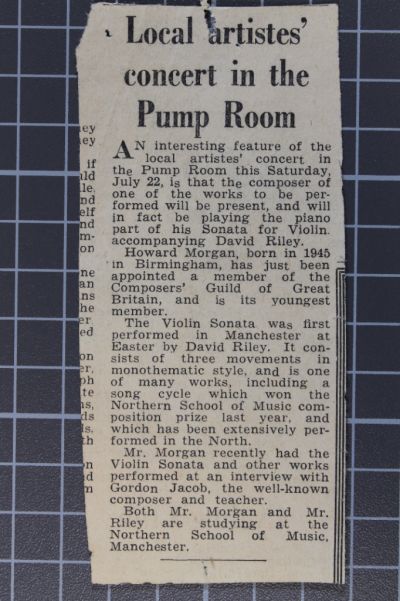 Local artistes'
concert in the
Pump Room
AN interesting feature of the
local artistes' concert in
the Pump Room this Saturday,
July 22, is that the composer of
one of the works to be per-
formed will be present, and will
in fact be playing the piano
part of his Sonata for Violin.
accompanying David Riley.
Howard Morgan, born in 1945
in Birmingham, has just been
appointed a member of the
Composers' Guild of Great
Britain, and is its youngest
member.
The Violin Sonata was first
performed in Manchester at
Easter by David Riley. It con-
sists of three movements in
monothematic style, and is one
of many works, including a
song cycle which won the
Northern School of Music com-
position prize last year, and
which has been extensively per-
formed in the North.
Mr. Morgan recently had the
Violin Sonata and other works
performed at an interview with
Gordon Jacob, the well-known
composer and teacher.
Both Mr. Morgan and Mr.
Riley are studying at the
Northern School of Music,
Manchester.